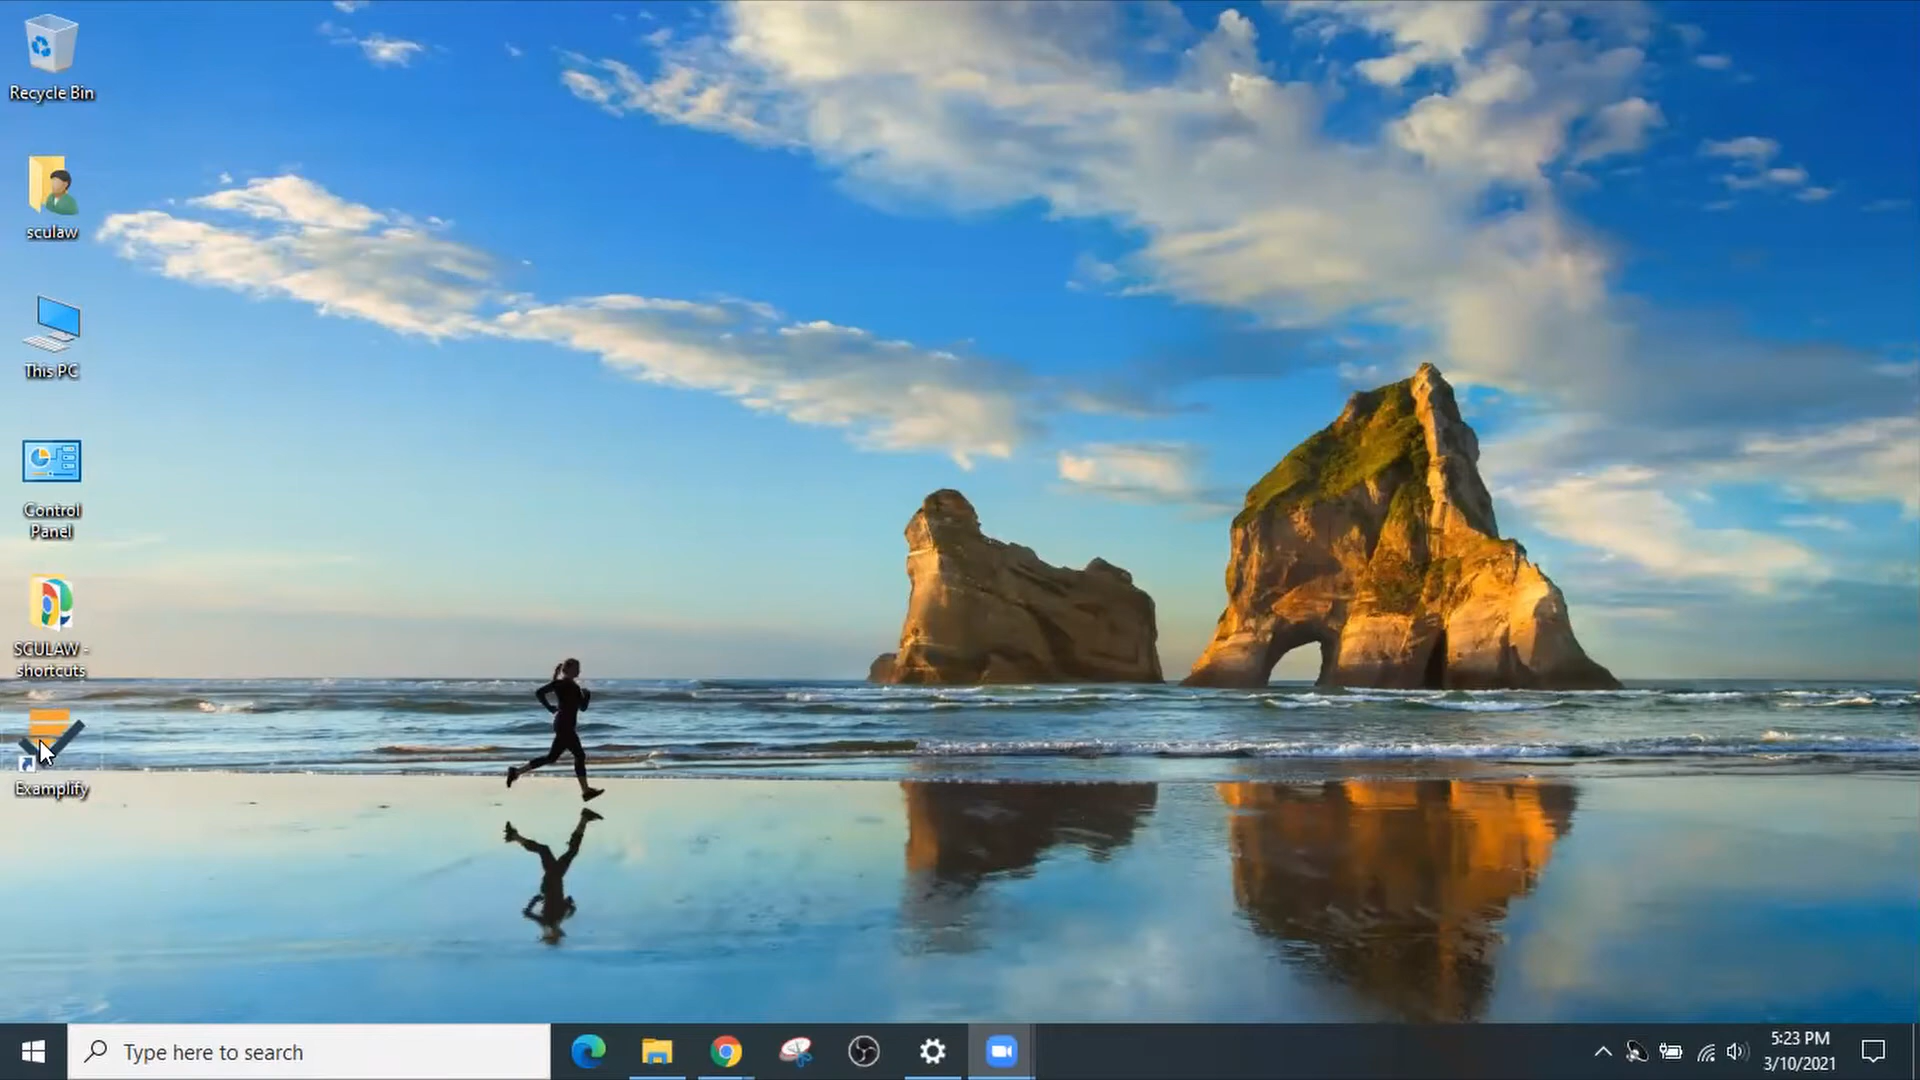 Recycle Bin
sculaw
This PC
Control
Panel
SCULAW -
shortcuts
Examplify
Type here to search
5:23 PM
3/10/2021